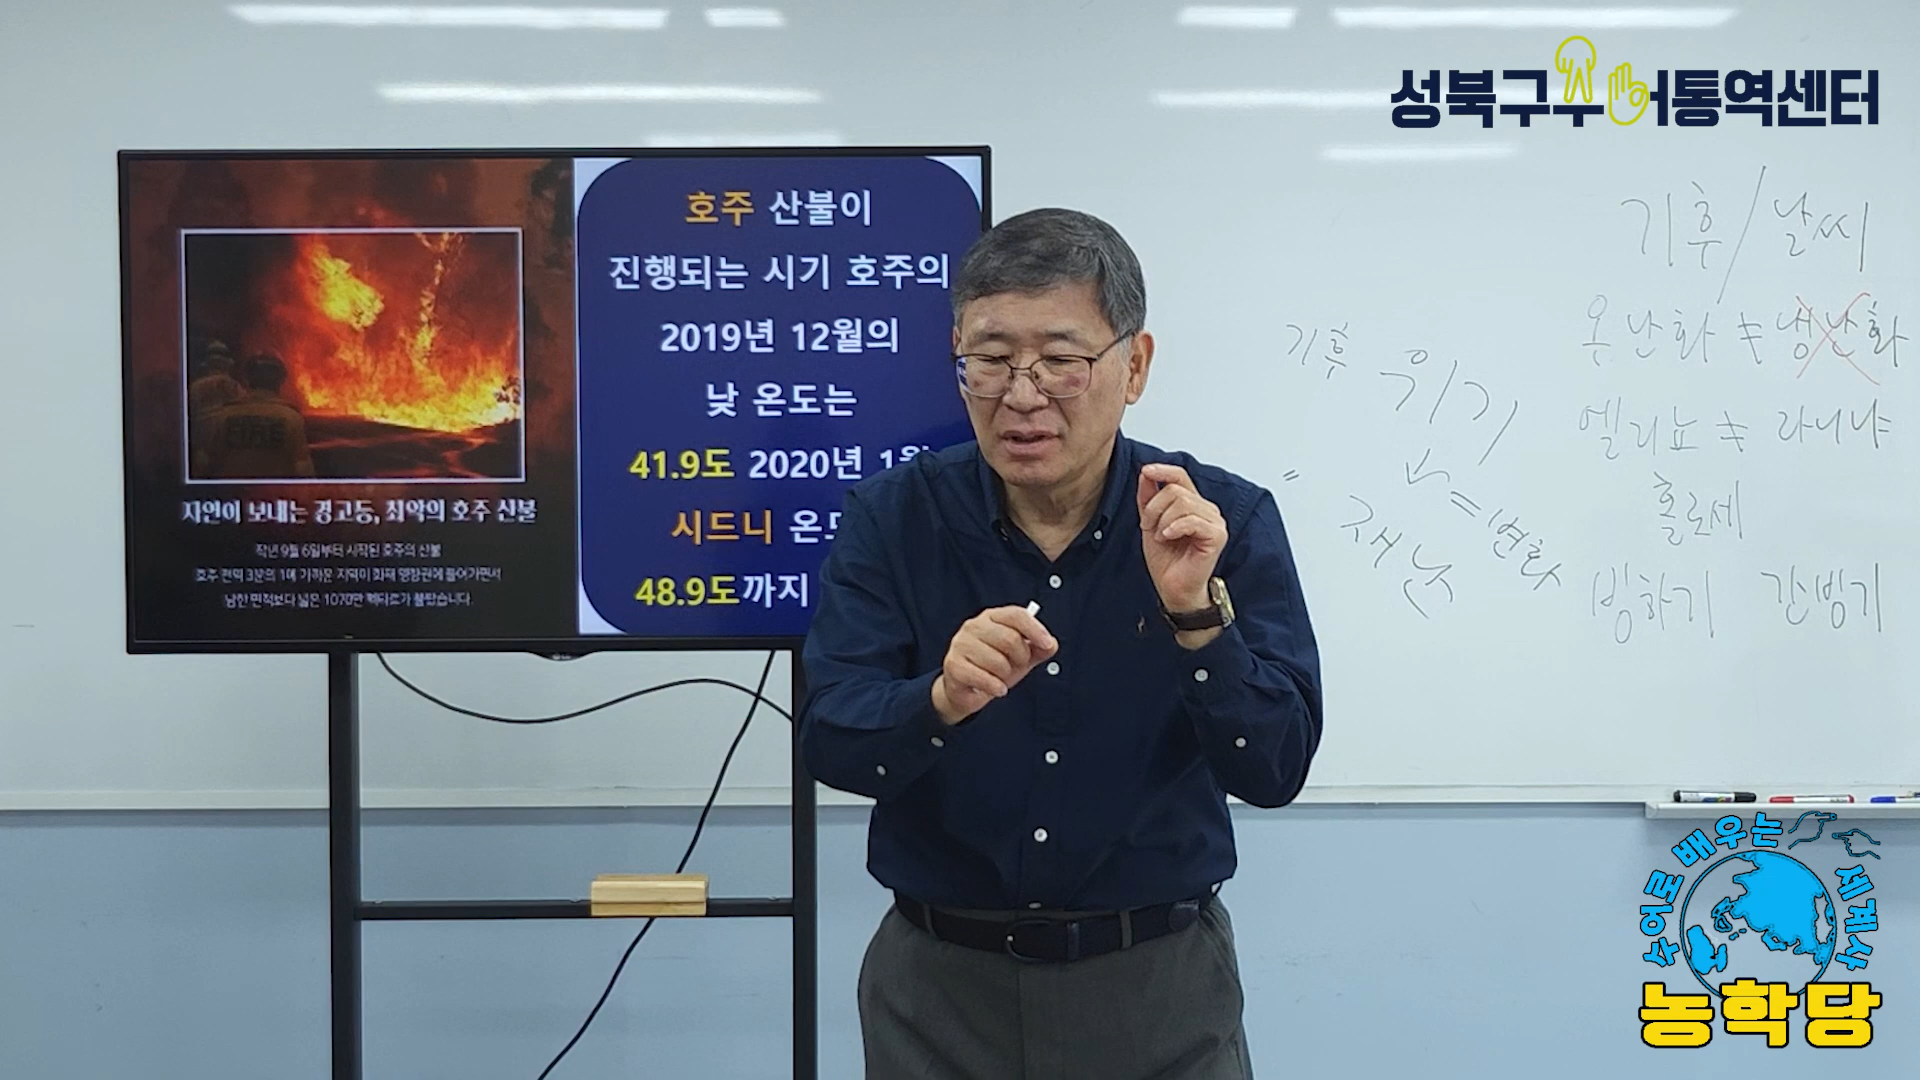 성북구수어통역센터
호주 산불이
진행되는 시기 호주의
2019년 12월의
낮 온도는
41.9도 2020년 1월
시드니 온도
48.9도까지
FIRE
자연이 보내는 경고등, 최악의 호주 산불
작년 9월 6일부터 시작된 호주의 산불
호주 전역 3분의 1에 가까운 지역이 화재 영향권에 들어가면서
남한 면적보다 넓은 1070만 헥타르가 불탔습니다.
기후/날씨
온난화 ≠ 냉난화
엘리뇨 ≠ 라니냐
홀로세
빙하기 간빙기
기후 위기
= 변화
= 재난
수어로 배우는 세계사
농학당